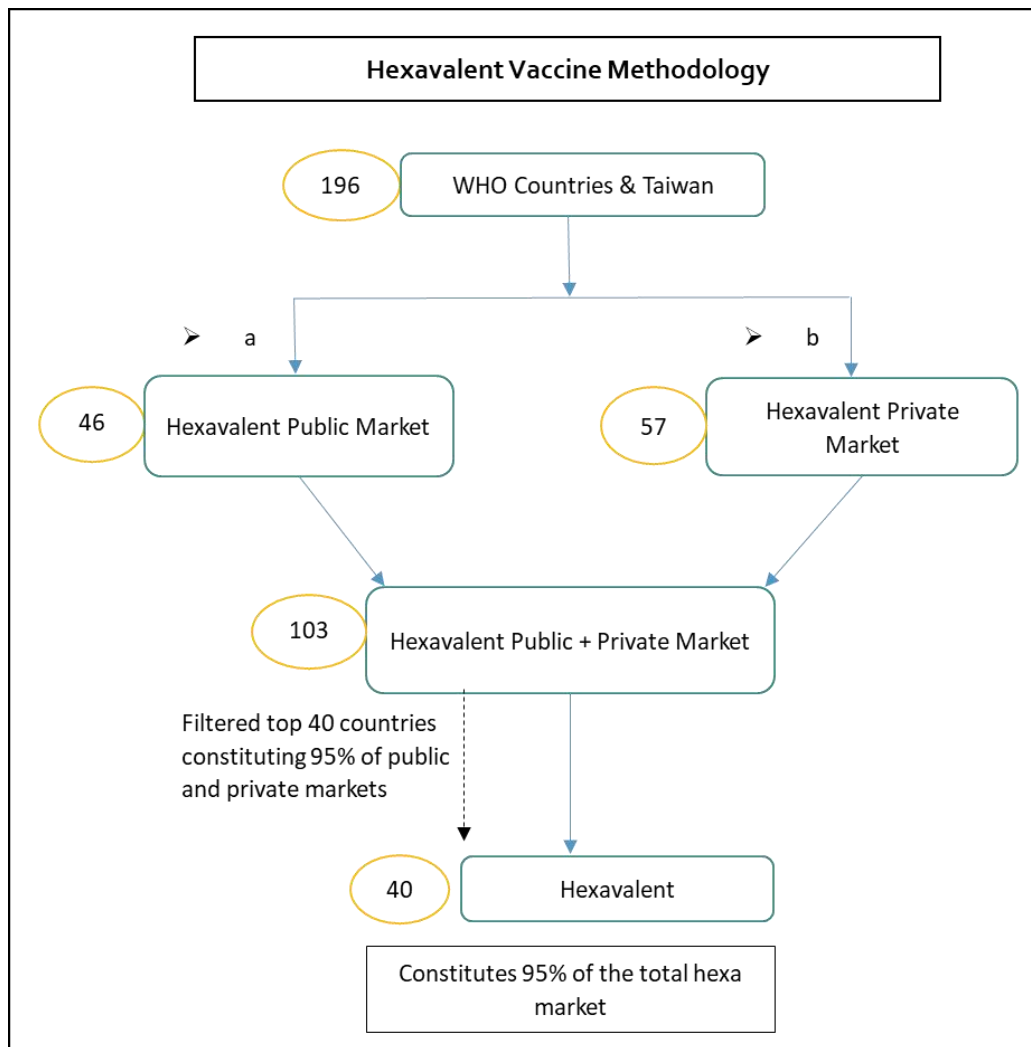 Hexavalent Vaccine Methodology
196
WHO Countries & Taiwan
➢ a
➢ b
46
Hexavalent Public Market
57
Hexavalent Private
Market
103
Hexavalent Public + Private Market
Filtered top 40 countries
constituting 95% of public
and private markets
40
Hexavalent
Constitutes 95% of the total hexa
market